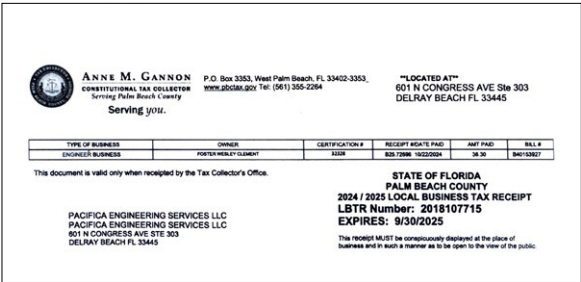 ANNE M. GANNON
CONSTITUTIONAL TAX COLLECTOR
Serving Palm Beach County
Serving you.
P.O. Box 3353, West Palm Beach, FL 33402-3353
www.pbctax.gov Tel: (561) 355-2264
**LOCATED AT**
601 N CONGRESS AVE Ste 303
DELRAY BEACH FL 33445
TYPE OF BUSINESS OWNER CERTIFICATION # RECEIPT #/DATE PAID AMT PAID BILL #
ENGINEER BUSINESS FOSTER WESLEY CLEMENT 10/22/2024
This document is valid only when receipted by the Tax Collector's Office.
STATE OF FLORIDA
PALM BEACH COUNTY
2024 / 2025 LOCAL BUSINESS TAX RECEIPT
LBTR Number: 2018107715
EXPIRES: 9/30/2025
PACIFICA ENGINEERING SERVICES LLC
PACIFICA ENGINEERING SERVICES LLC
601 N CONGRESS AVE STE 303
DELRAY BEACH FL 33445
This receipt MUST be conspicuously displayed at the place of
business and in such a manner as to be open to the view of the public.